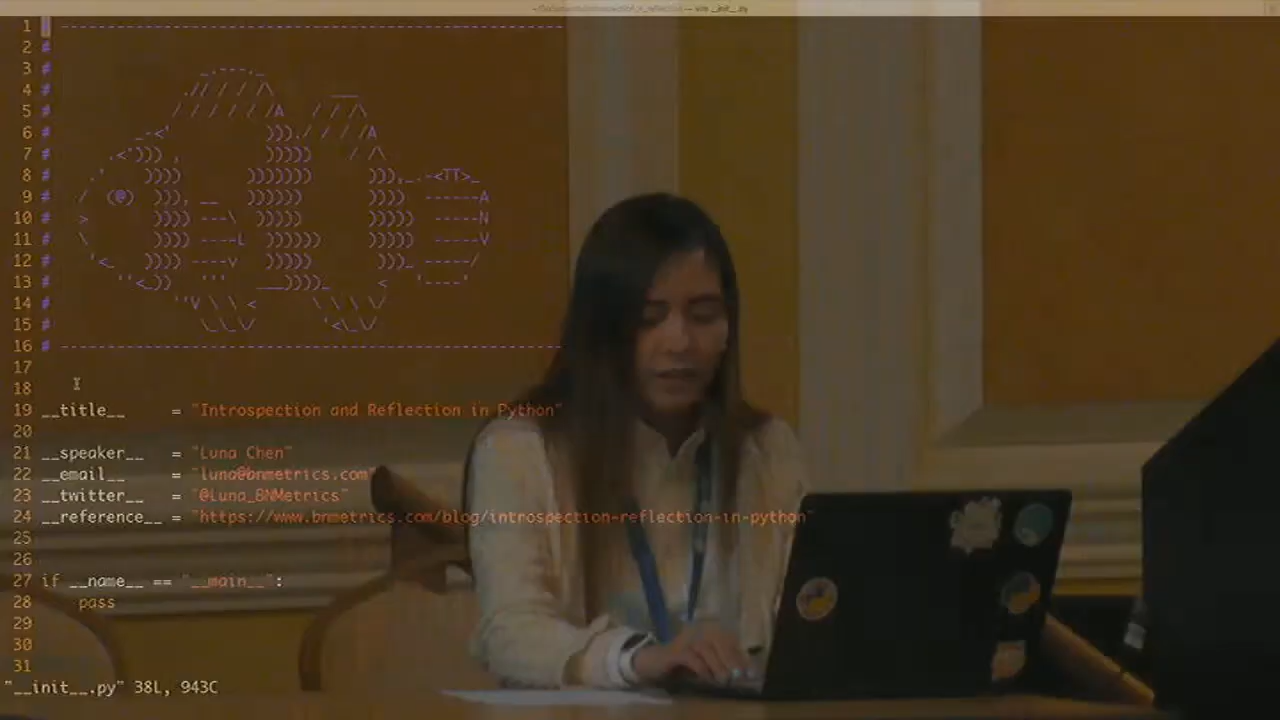 vim __init__.py
1
2 #
3 #
4 #
5 #
6 #
7 #
8 #
9 #
10 #
11 #
12 #
13 #
14 #
15 #
16 #
17
18
19 __title__ = "Introspection and Reflection in Python"
20
21 __speaker__ = "Luna Chen"
22 __email__ = "luna@bnmetrics.com"
23 __twitter__ = "@Luna_BNMetrics"
24 __reference__ = "https://www.bnmetrics.com/blog/introspection-reflection-in-python"
25
26
27 if __name__ == "__main__":
28 pass
29
30
31
"__init__.py" 38L, 943C